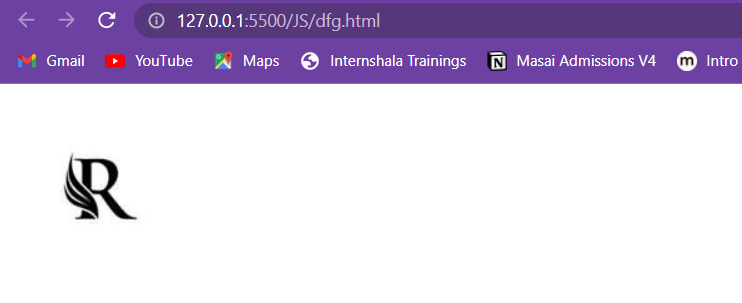 127.0.0.1:5500/JS/dfg.html
Gmail YouTube Maps Internshala Trainings Masai Admissions V4 Intro
R